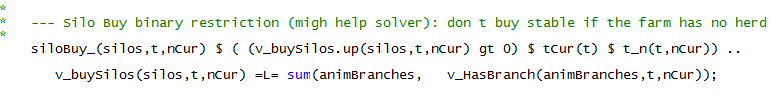 *
* --- Silo Buy binary restriction (migh help solver): don t buy stable if the farm has no herd
*
siloBuy_(silos,t,nCur) $ ( (v_buySilos.up(silos,t,nCur) gt 0) $ tCur(t) $ t_n(t,nCur)) ..
v_buySilos(silos,t,nCur) =L= sum(animBranches, v_HasBranch(animBranches,t,nCur));